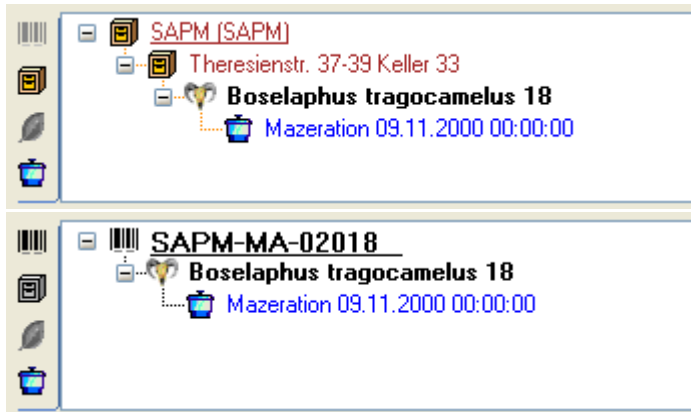 SAPM (SAPM)
Theresienstr. 37-39 Keller 33
Boselaphus tragocamelus 18
Mazeration 09.11.2000 00:00:00
SAPM-MA-02018
Boselaphus tragocamelus 18
Mazeration 09.11.2000 00:00:00